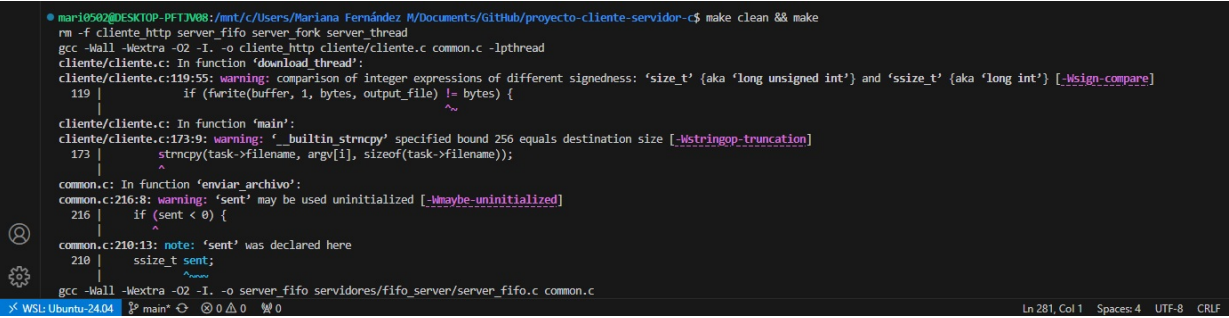 mari0502@DESKTOP-PFTJV08:/mnt/c/Users/Mariana Fernández M/Documents/GitHub/proyecto-cliente-servidor-c$ make clean && make
rm -f cliente_http server_fifo server_fork server_thread
gcc -Wall -Wextra -O2 -I. -o cliente_http cliente/cliente.c common.c -lpthread
cliente/cliente.c: In function ‘download_thread’:
cliente/cliente.c:119:55: warning: comparison of integer expressions of different signedness: ‘size_t’ {aka ‘long unsigned int’} and ‘ssize_t’ {aka ‘long int’} [-Wsign-compare]
119 |             if (fwrite(buffer, 1, bytes, output_file) != bytes) {
|                                                       ^~
cliente/cliente.c: In function ‘main’:
cliente/cliente.c:173:9: warning: ‘__builtin_strncpy’ specified bound 256 equals destination size [-Wstringop-truncation]
173 |         strncpy(task->filename, argv[i], sizeof(task->filename));
|         ^
common.c: In function ‘enviar_archivo’:
common.c:216:8: warning: ‘sent’ may be used uninitialized [-Wmaybe-uninitialized]
216 |     if (sent < 0) {
|        ^
common.c:210:13: note: ‘sent’ was declared here
210 |     ssize_t sent;
|             ^~~~
gcc -Wall -Wextra -O2 -I. -o server_fifo servidores/fifo_server/server_fifo.c common.c
WSL: Ubuntu-24.04 main* 0 0 0 Ln 281, Col 1 Spaces: 4 UTF-8 CRLF